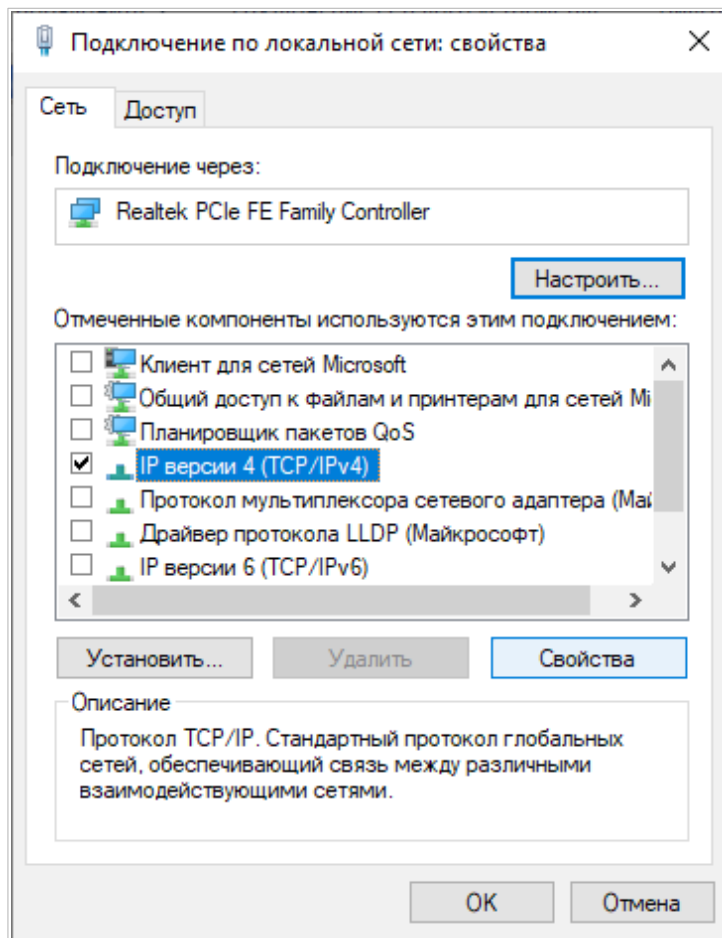 Подключение по локальной сети: свойства
Сеть
Доступ
Подключение через:
Realtek PCIe FE Family Controller
Настроить...
Отмеченные компоненты используются этим подключением:
Клиент для сетей Microsoft
Общий доступ к файлам и принтерам для сетей Mi
Планировщик пакетов QoS
IP версии 4 (TCP/IPv4)
Протокол мультиплексора сетевого адаптера (Май
Драйвер протокола LLDP (Майкрософт)
IP версии 6 (TCP/IPv6)
Установить...
Удалить
Свойства
Описание
Протокол TCP/IP. Стандартный протокол глобальных
сетей, обеспечивающий связь между различными
взаимодействующими сетями.
OK
Отмена